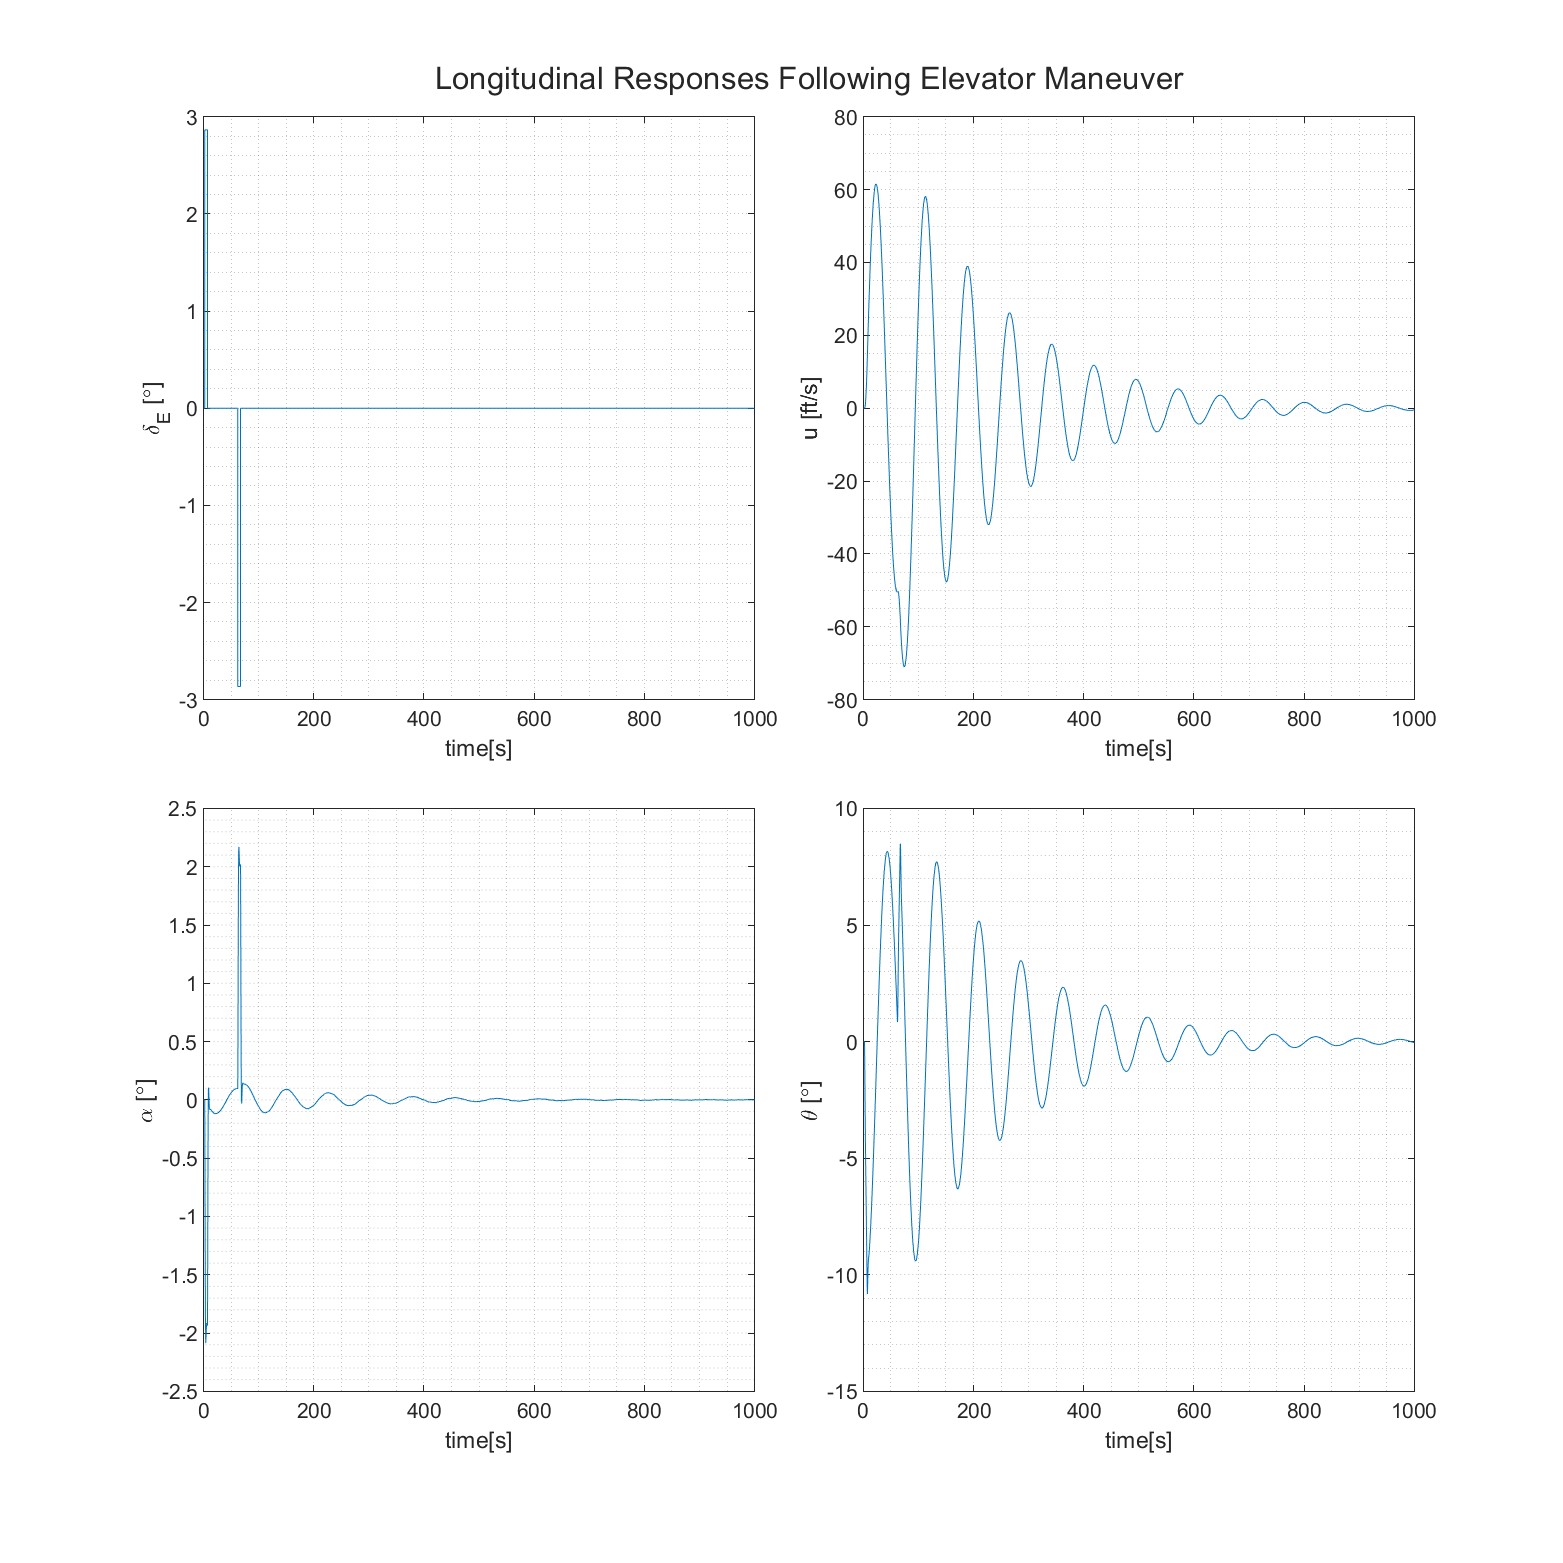 Longitudinal Responses Following Elevator Maneuver
3
2
1
0
-1
-2
-3
δE [°]
0 200 400 600 800 1000
time[s]
80
60
40
20
0
-20
-40
-60
-80
u [ft/s]
0 200 400 600 800 1000
time[s]
2.5
2
1.5
1
0.5
0
-0.5
-1
-1.5
-2
-2.5
α [°]
0 200 400 600 800 1000
time[s]
10
5
0
-5
-10
-15
θ [°]
0 200 400 600 800 1000
time[s]